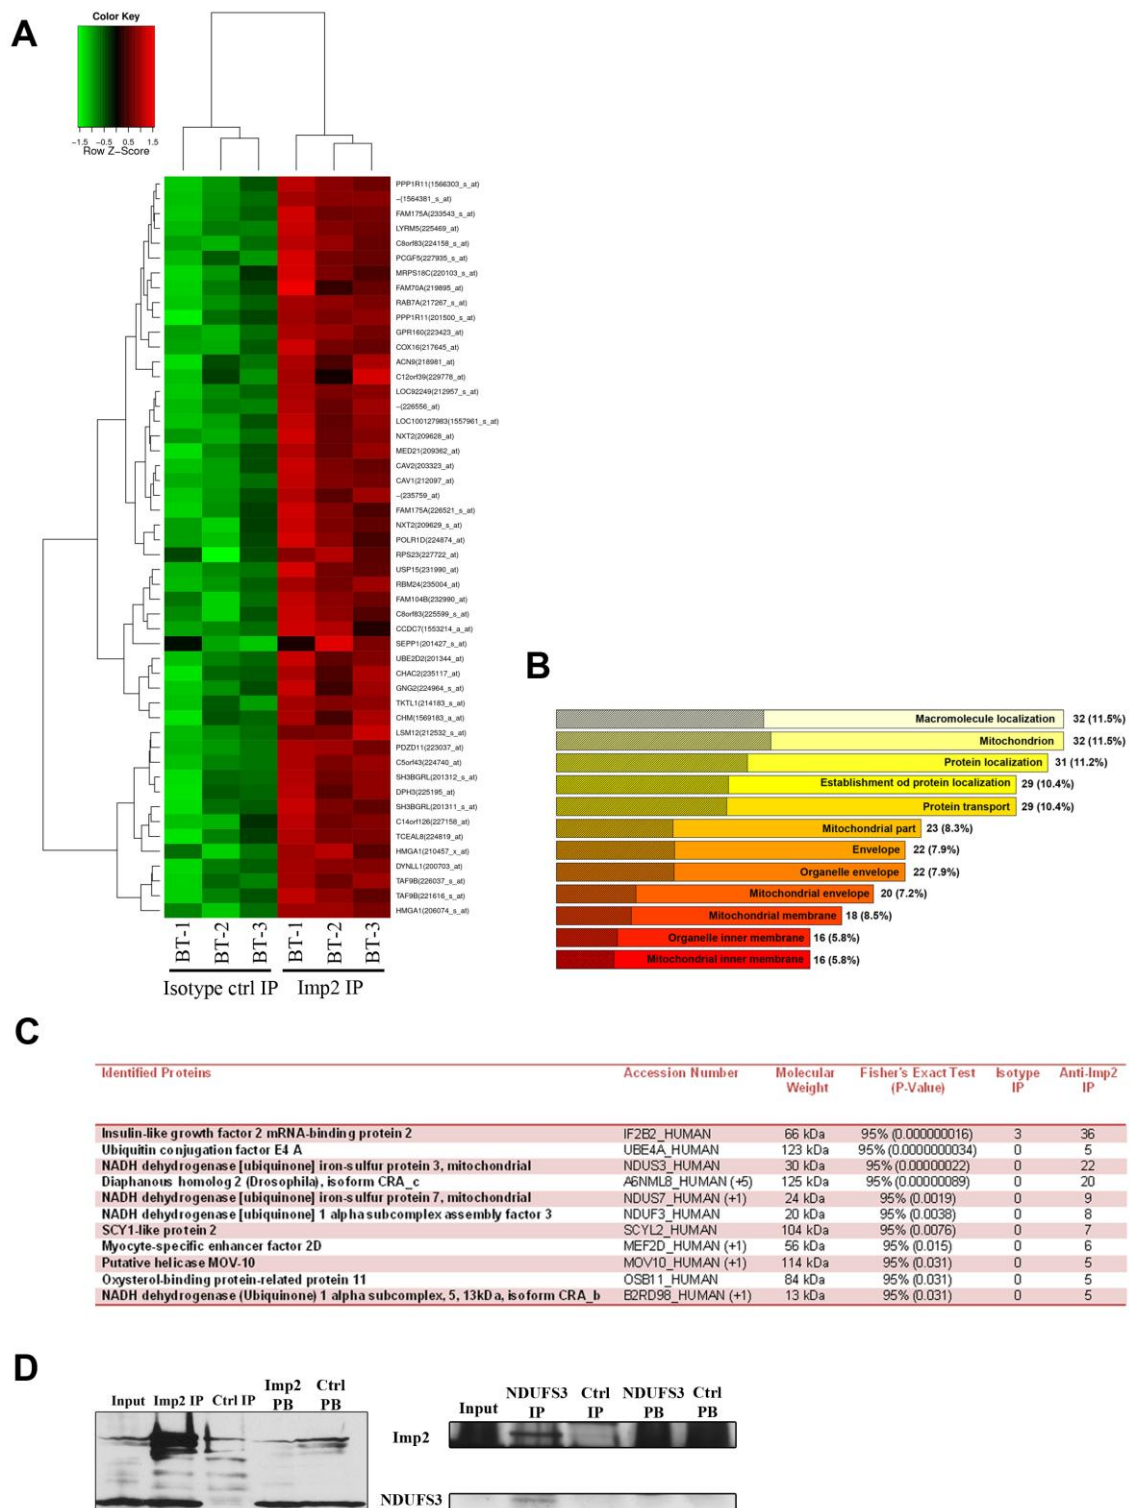 A
Color Key
-1.5 -0.5 0.5 1.5
Row Z-Score
PPP1R11(1566303_s_at)
–(1564381_s_at)
FAM175A(233543_s_at)
LYRM5(225469_at)
C8orf83(224158_s_at)
PCGF5(227935_s_at)
MRPS18C(220103_s_at)
FAM70A(219895_at)
RAB7A(217267_s_at)
PPP1R11(201500_s_at)
GPR160(223423_at)
COX16(217645_at)
ACN9(218981_at)
C12orf39(229778_at)
LOC92249(212957_s_at)
–(226556_at)
LOC100127983(1557961_s_at)
NXT2(209628_at)
MED21(209362_at)
CAV2(203323_at)
CAV1(212097_at)
–(235759_at)
FAM175A(226521_s_at)
NXT2(209629_s_at)
POLR1D(224874_at)
RPS23(227722_at)
USP15(231990_at)
RBM24(235004_at)
FAM104B(232990_at)
C8orf83(225599_s_at)
CCDC7(1553214_a_at)
SEPP1(201427_s_at)
UBE2D2(201344_at)
CHAC2(235117_at)
GNG2(224964_s_at)
TKTL1(214183_s_at)
CHM(1569183_a_at)
LSM12(212532_s_at)
PDZD11(223037_at)
C5orf43(224740_at)
SH3BGRL(201312_s_at)
DPH3(225195_at)
SH3BGRL(201311_s_at)
C14orf126(227158_at)
TCEAL8(224819_at)
HMGA1(210457_x_at)
DYNLL1(200703_at)
TAF9B(226037_s_at)
TAF9B(221616_s_at)
HMGA1(206074_s_at)
BT-1 BT-2 BT-3 BT-1 BT-2 BT-3
Isotype ctrl IP Imp2 IP
B
Macromolecule localization 32 (11.5%)
Mitochondrion 32 (11.5%)
Protein localization 31 (11.2%)
Establishment od protein localization 29 (10.4%)
Protein transport 29 (10.4%)
Mitochondrial part 23 (8.3%)
Envelope 22 (7.9%)
Organelle envelope 22 (7.9%)
Mitochondrial envelope 20 (7.2%)
Mitochondrial membrane 18 (8.5%)
Organelle inner membrane 16 (5.8%)
Mitochondrial inner membrane 16 (5.8%)
C
Identified Proteins Accession Number Molecular Weight Fisher's Exact Test (P-Value) Isotype IP Anti-Imp2 IP
Insulin-like growth factor 2 mRNA-binding protein 2 IF2B2_HUMAN 66 kDa 95% (0.000000016) 3 36
Ubiquitin conjugation factor E4 A UBE4A_HUMAN 123 kDa 95% (0.0000000034) 0 5
NADH dehydrogenase [ubiquinone] iron-sulfur protein 3, mitochondrial NDUS3_HUMAN 30 kDa 95% (0.00000022) 0 22
Diaphanous homolog 2 (Drosophila), isoform CRA_c A6NML8_HUMAN (+5) 125 kDa 95% (0.00000089) 0 20
NADH dehydrogenase [ubiquinone] iron-sulfur protein 7, mitochondrial NDUS7_HUMAN (+1) 24 kDa 95% (0.0019) 0 9
NADH dehydrogenase [ubiquinone] 1 alpha subcomplex assembly factor 3 NDUF3_HUMAN 20 kDa 95% (0.0038) 0 8
SCY1-like protein 2 SCYL2_HUMAN 104 kDa 95% (0.0076) 0 7
Myocyte-specific enhancer factor 2D MEF2D_HUMAN (+1) 56 kDa 95% (0.015) 0 6
Putative helicase MOV-10 MOV10_HUMAN (+1) 114 kDa 95% (0.031) 0 5
Oxysterol-binding protein-related protein 11 OSB11_HUMAN 84 kDa 95% (0.031) 0 5
NADH dehydrogenase (Ubiquinone) 1 alpha subcomplex, 5, 13kDa, isoform CRA_b B2RD98_HUMAN (+1) 13 kDa 95% (0.031) 0 5
D
Input Imp2 IP Ctrl IP Imp2 PB Ctrl PB
Input NDUFS3 IP Ctrl IP NDUFS3 PB Ctrl PB
Imp2
NDUFS3